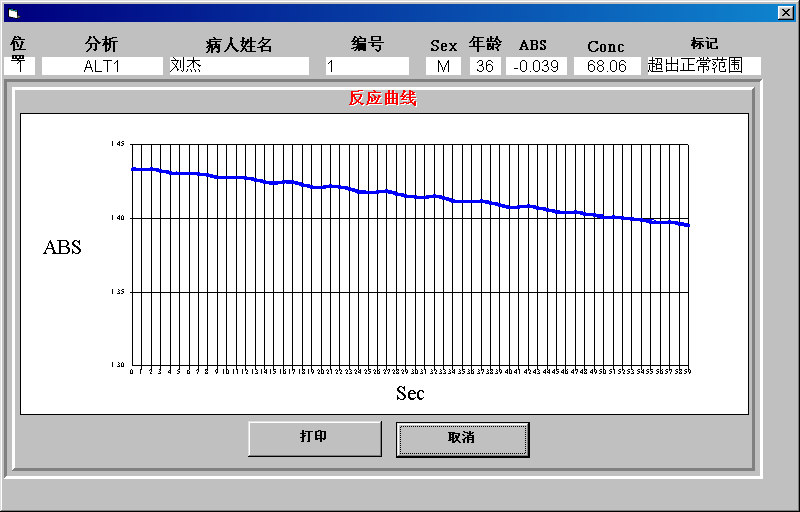 位置 分析 病人姓名 编号 Sex 年龄 ABS Conc 标记
1 ALT1 刘杰 1 M 36 -0.039 68.06 超出正常范围
反应曲线
1.45
1.40
ABS
1.35
1.30
0 1 2 3 4 5 6 7 8 9 10 11 12 13 14 15 16 17 18 19 20 21 22 23 24 25 26 27 28 29 30 31 32 33 34 35 36 37 38 39 40 41 42 43 44 45 46 47 48 49 50 51 52 53 54 55 56 57 58 59
Sec
打印 取消